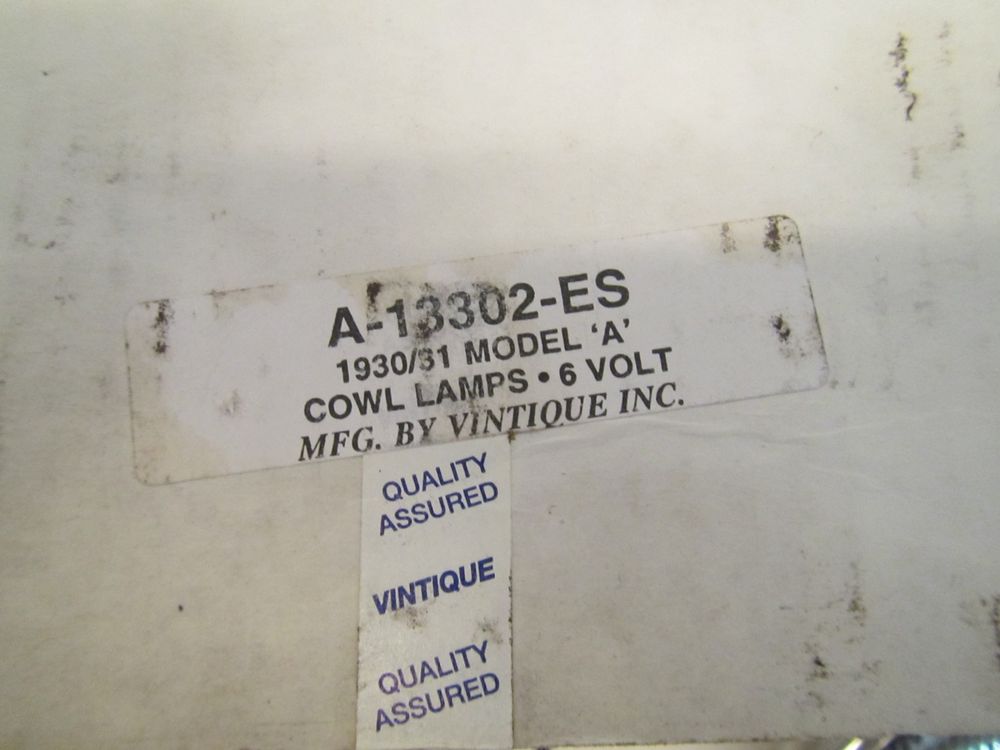 A-13302-ES
1930/31 MODEL ‘A’
COWL LAMPS • 6 VOLT
MFG. BY VINTIQUE INC.
QUALITY
ASSURED
VINTIQUE
QUALITY
ASSURED